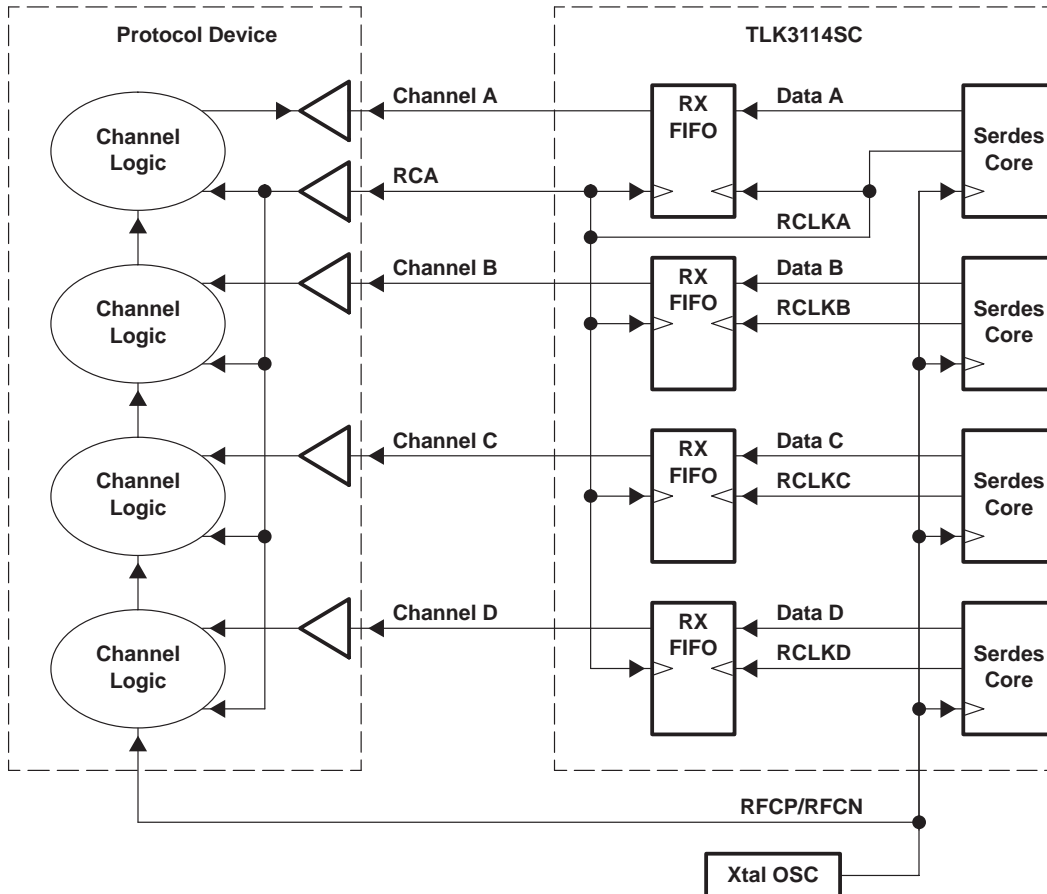 Protocol Device
TLK3114SC
Channel A
RX
FIFO
Data A
Channel
Logic
Serdes
Core
RCA
RCLKA
Channel B
RX
FIFO
Data B
Channel
Logic
RCLKB
Serdes
Core
Channel C
RX
FIFO
Data C
Channel
Logic
RCLKC
Serdes
Core
Channel D
RX
FIFO
Data D
Channel
Logic
RCLKD
Serdes
Core
RFCP/RFCN
Xtal OSC